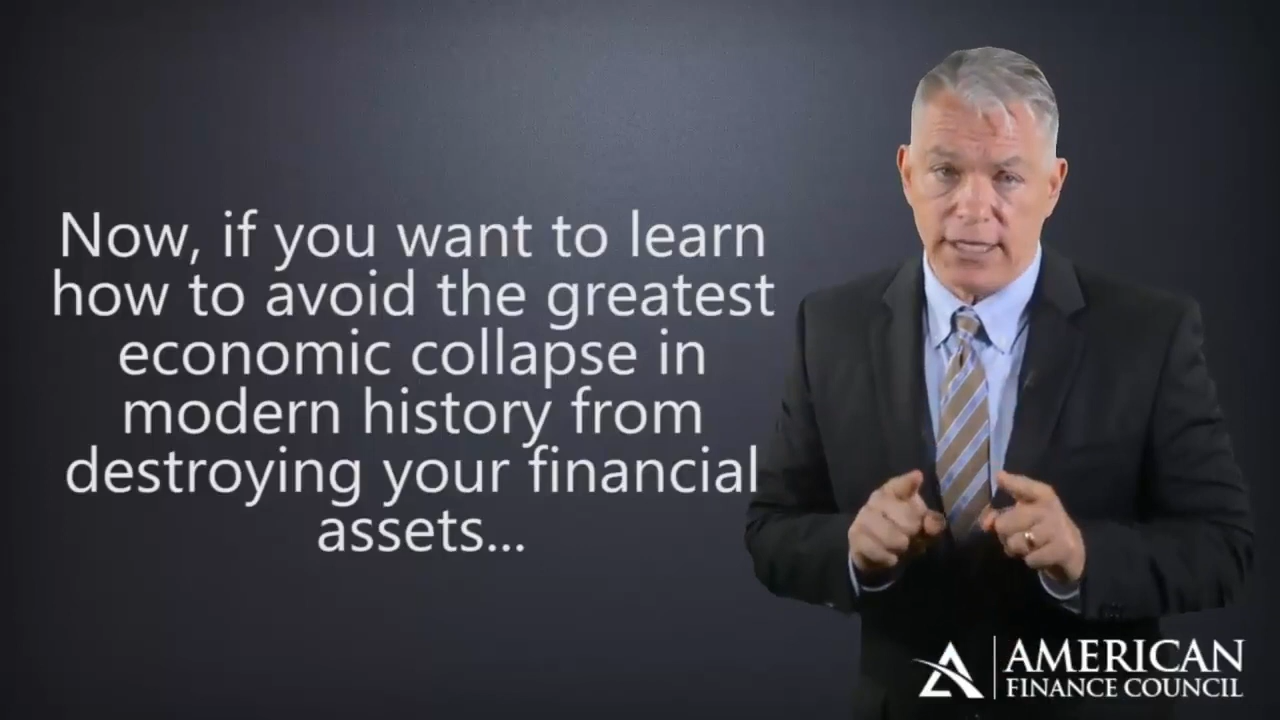 Now, if you want to learn
how to avoid the greatest
economic collapse in
modern history from
destroying your financial
assets...
AMERICAN
FINANCE COUNCIL